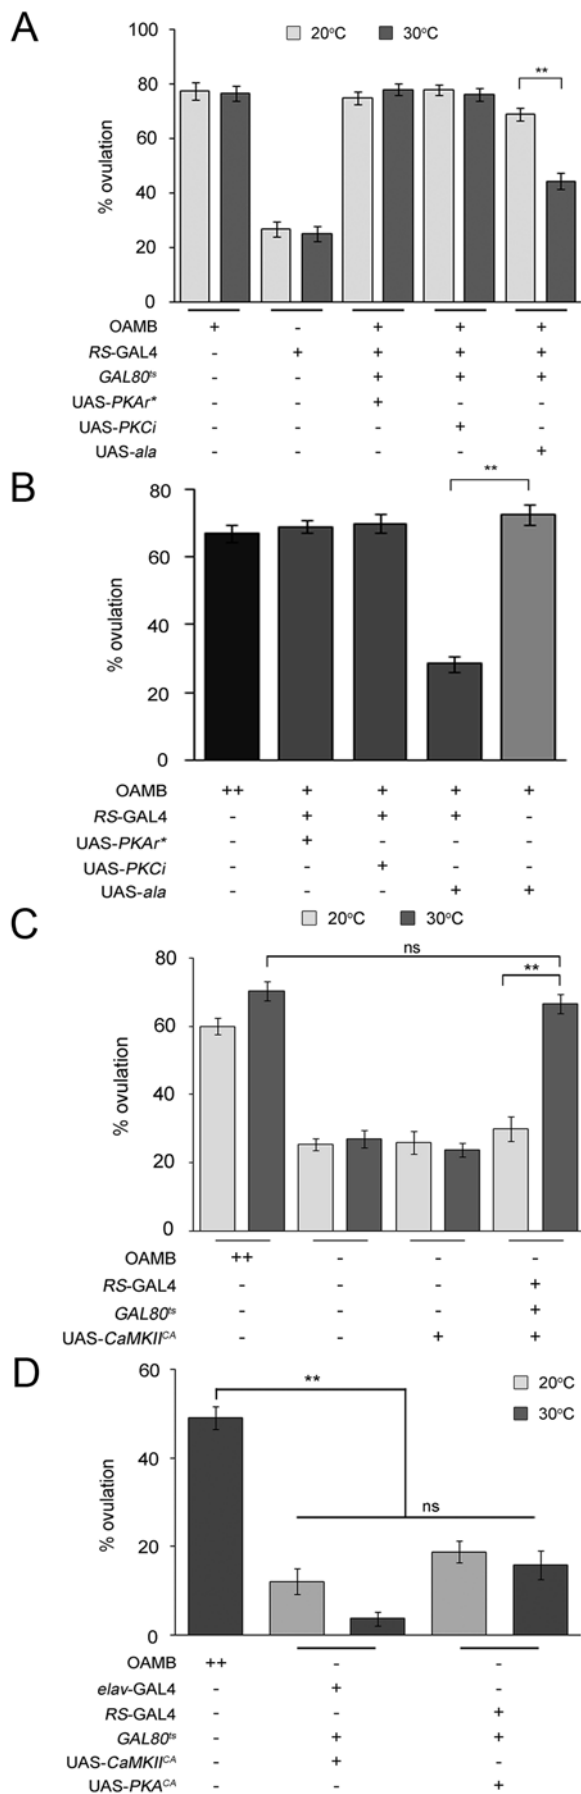 A
20°C 30°C
100
80
60
40
20
0
% ovulation
**
OAMB + - + + +
RS-GAL4 - + + + +
GAL80ts - - + + +
UAS-PKAr* - - + - -
UAS-PKCi - - - + -
UAS-ala - - - - +
B
80
60
40
20
0
% ovulation
**
OAMB ++ + + + +
RS-GAL4 - + + + -
UAS-PKAr* - + - - -
UAS-PKCi - - + - -
UAS-ala - - - + +
C
20°C 30°C
80
60
40
20
0
% ovulation
ns
**
OAMB ++ - - -
RS-GAL4 - - - +
GAL80ts - - - +
UAS-CaMKIICA - - + +
D
20°C
30°C
60
40
20
0
% ovulation
**
ns
OAMB ++ - -
elav-GAL4 - + -
RS-GAL4 - - +
GAL80ts - + +
UAS-CaMKIICA - + -
UAS-PKACA - - +